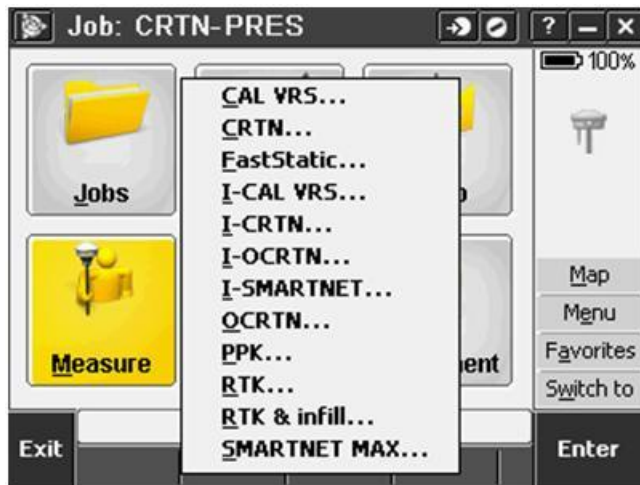 Job: CRTN-PRES
? – X
100%
Jobs
CAL VRS...
CRTN...
FastStatic...
I-CAL VRS...
I-CRTN...
I-OCRTN...
I-SMARTNET...
OCRTN...
PPK...
RTK...
RTK & infill...
SMARTNET MAX...
Measure
Map
Menu
Favorites
Switch to
Exit
Enter